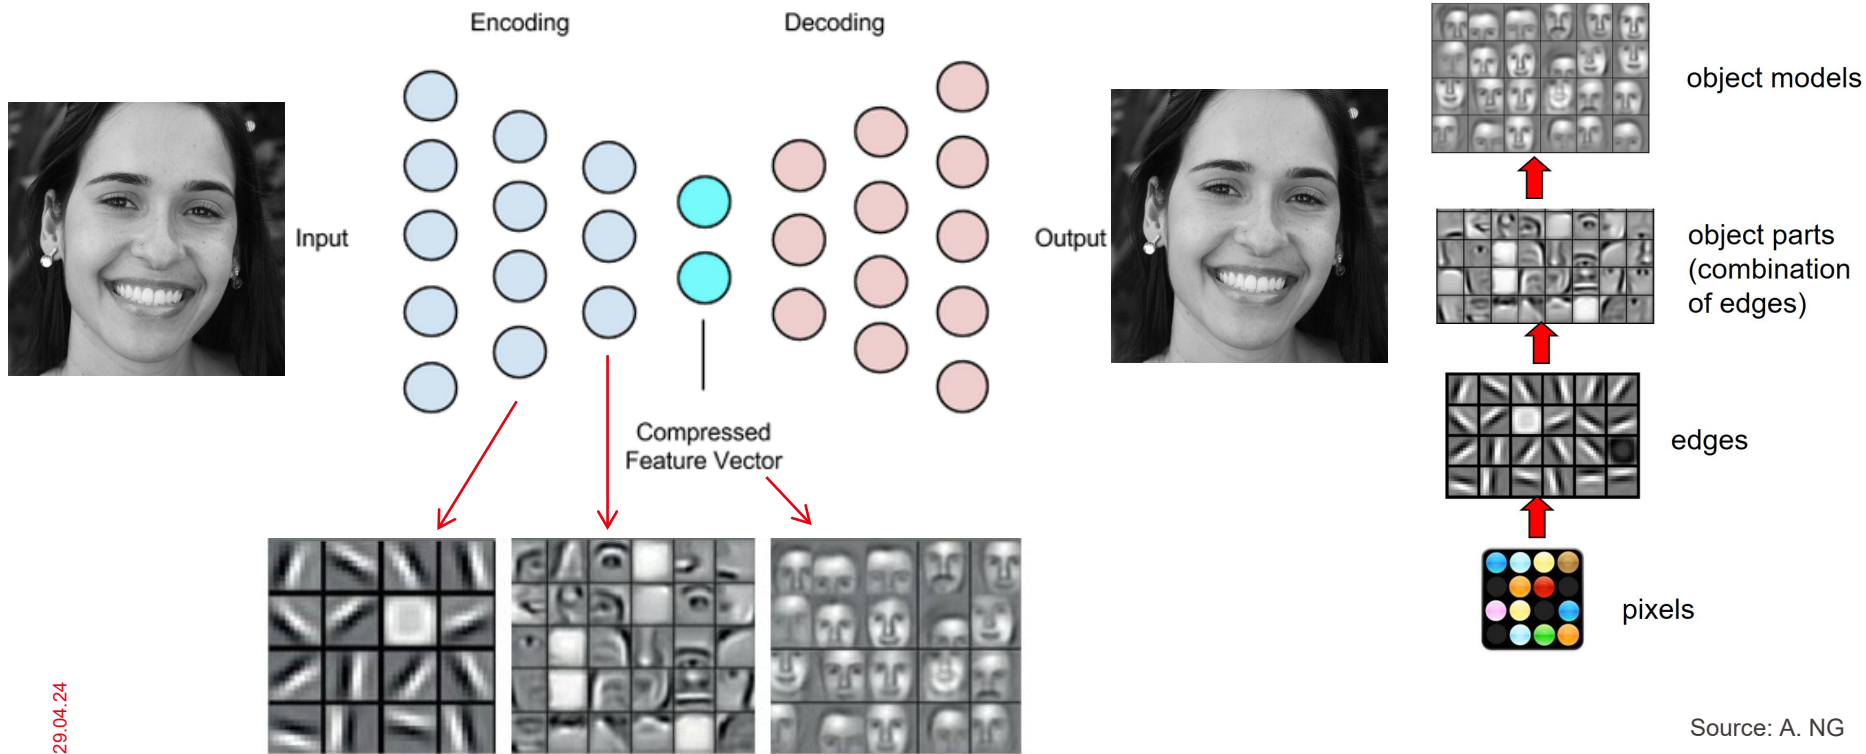 Encoding
Decoding
Input
Output
Compressed
Feature Vector
object models
object parts
(combination
of edges)
edges
pixels
29.04.24
Source: A. NG